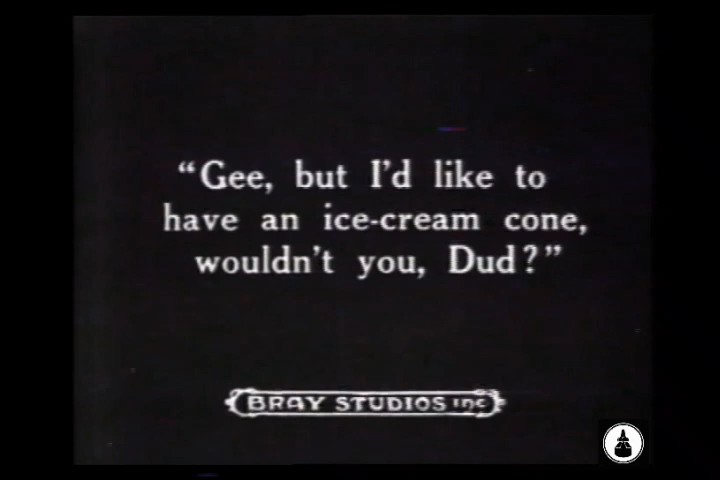 “Gee, but I'd like to
have an ice-cream cone,
wouldn't you, Dud?”
BRAY STUDIOS INC